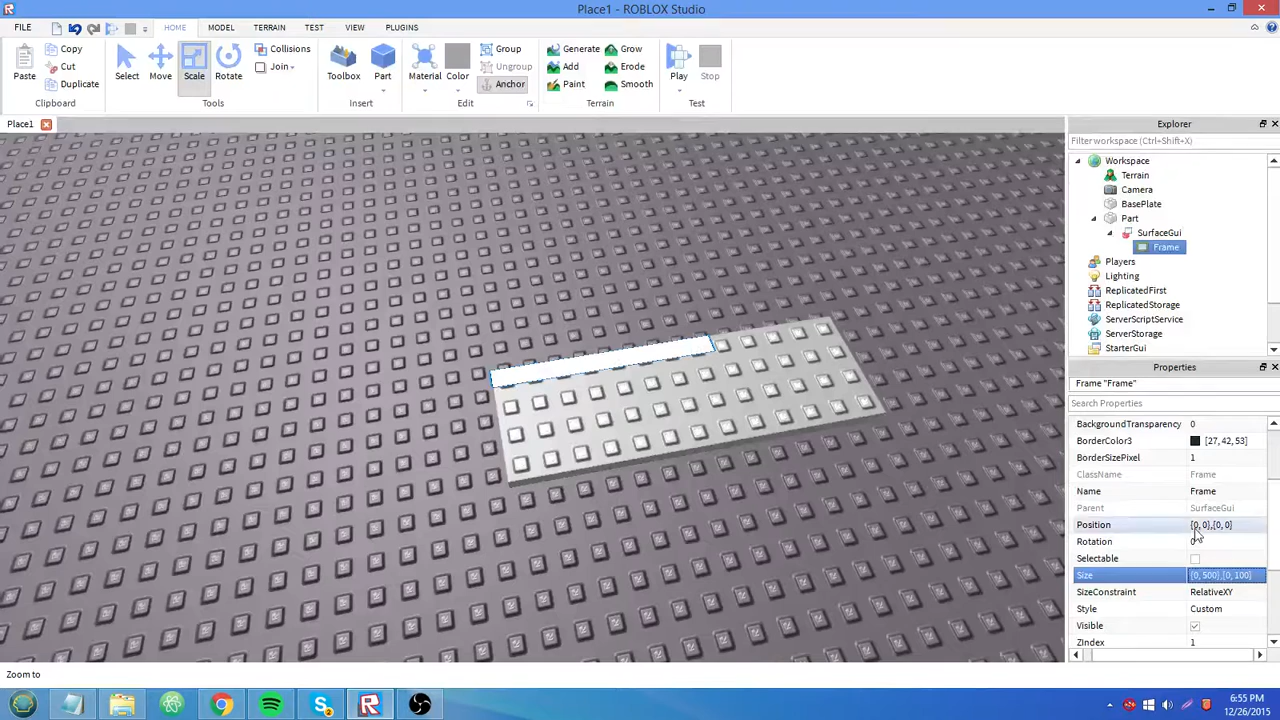 Place1 - ROBLOX Studio
FILE
HOME
MODEL
TERRAIN
TEST
VIEW
PLUGINS
Paste
Copy
Cut
Duplicate
Clipboard
Select
Move
Scale
Rotate
Collisions
Join
Tools
Toolbox
Part
Insert
Material
Color
Group
Ungroup
Anchor
Edit
Generate
Add
Paint
Grow
Erode
Smooth
Terrain
Play
Stop
Test
Place1
Explorer
Filter workspace (Ctrl+Shift+X)
Workspace
Terrain
Camera
BasePlate
Part
SurfaceGui
Frame
Players
Lighting
ReplicatedFirst
ReplicatedStorage
ServerScriptService
ServerStorage
StarterGui
Properties
Frame "Frame"
Search Properties
BackgroundTransparency 0
BorderColor3 [27, 42, 53]
BorderSizePixel 1
ClassName Frame
Name Frame
Parent SurfaceGui
Position {0, 0},{0, 0}
Rotation 0
Selectable
Size {0, 500},{0, 100}
SizeConstraint RelativeXY
Style Custom
Visible
ZIndex 1
Zoom to
6:55 PM
12/26/2015